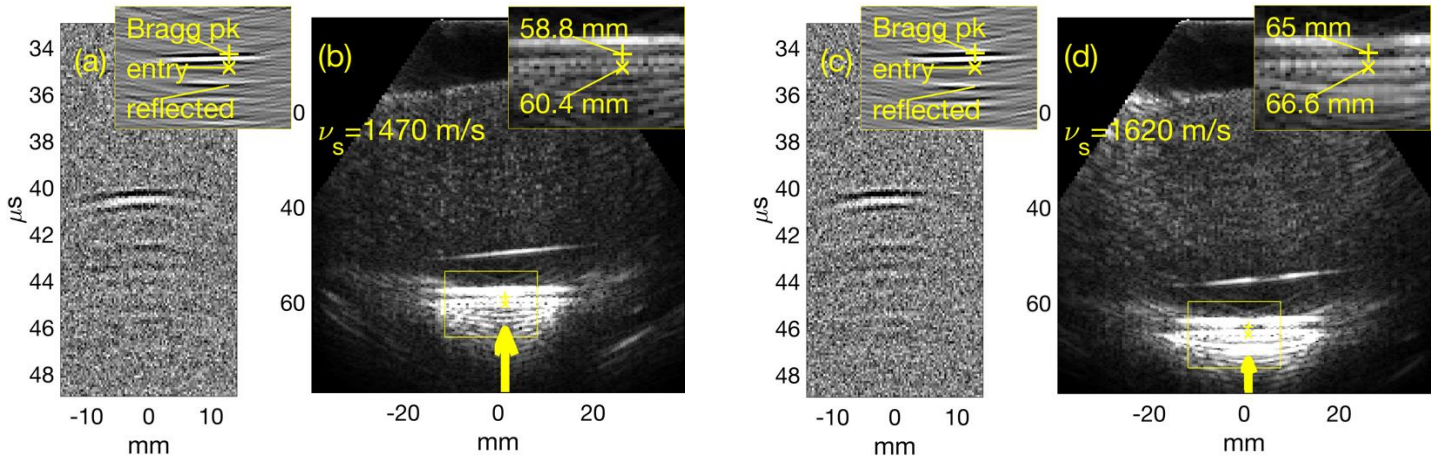 (a)
Bragg pk
entry
reflected
34
36
38
40
42
44
46
48
μs
-10 0 10
mm
(b)
58.8 mm
60.4 mm
νs=1470 m/s
0
40
60
-20 0 20
mm
(c)
Bragg pk
entry
reflected
34
36
38
40
42
44
46
48
μs
-10 0 10
mm
(d)
65 mm
66.6 mm
νs=1620 m/s
0
40
60
-20 0 20
mm